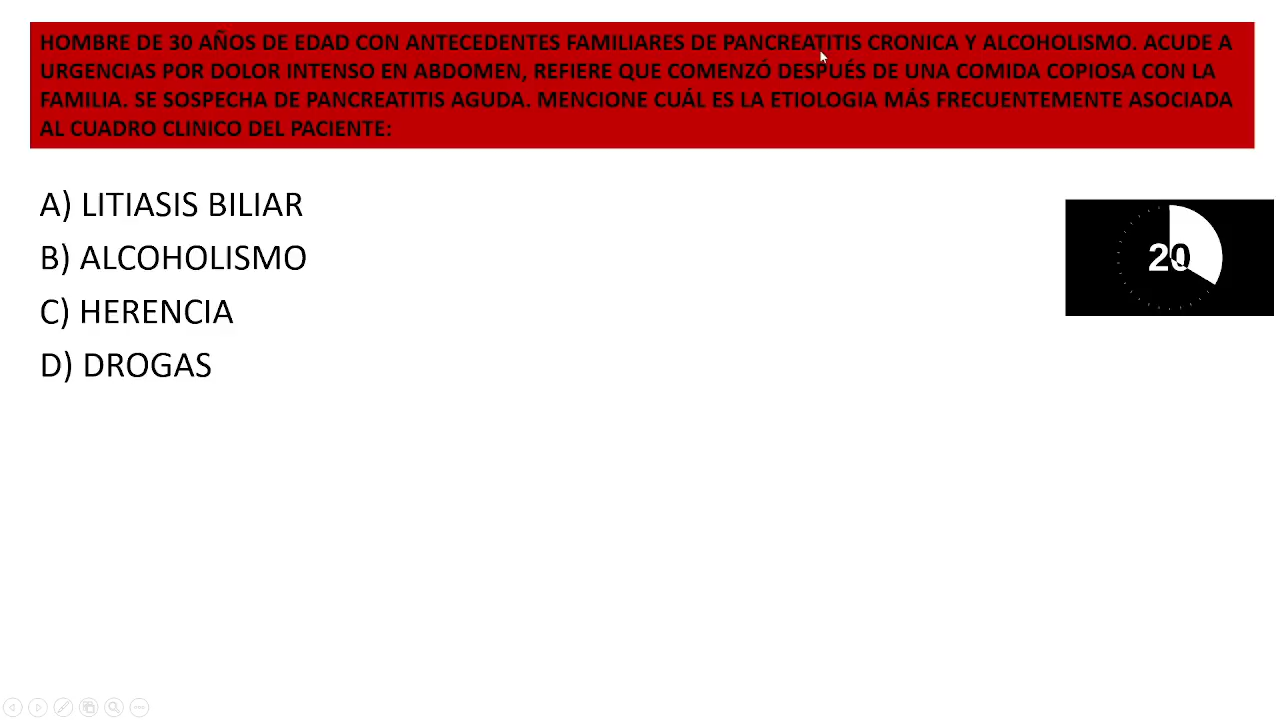 HOMBRE DE 30 AÑOS DE EDAD CON ANTECEDENTES FAMILIARES DE PANCREATITIS CRONICA Y ALCOHOLISMO. ACUDE A
URGENCIAS POR DOLOR INTENSO EN ABDOMEN, REFIERE QUE COMENZÓ DESPUÉS DE UNA COMIDA COPIOSA CON LA
FAMILIA. SE SOSPECHA DE PANCREATITIS AGUDA. MENCIONE CUÁL ES LA ETIOLOGIA MÁS FRECUENTEMENTE ASOCIADA
AL CUADRO CLINICO DEL PACIENTE:
A) LITIASIS BILIAR
B) ALCOHOLISMO
20
C) HERENCIA
D) DROGAS